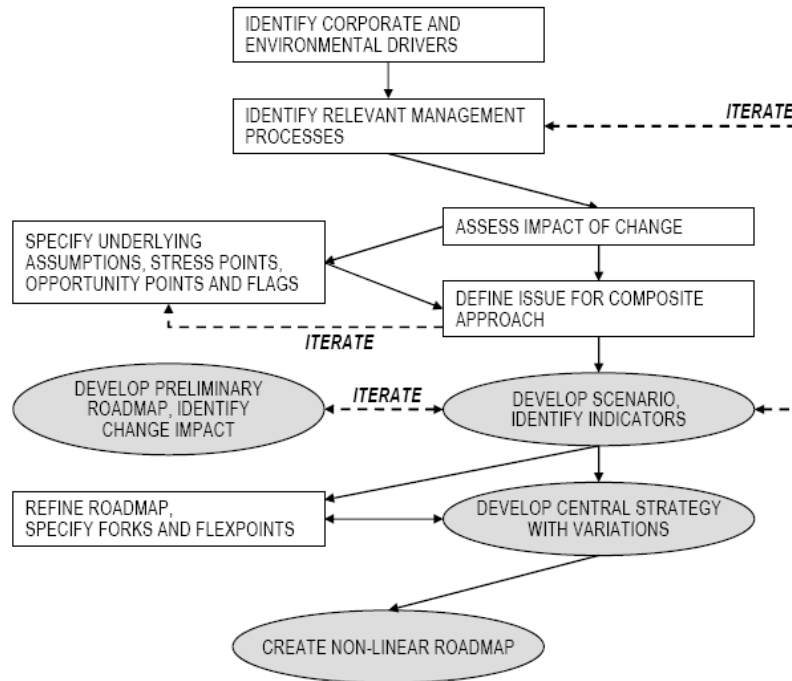 IDENTIFY CORPORATE AND
ENVIRONMENTAL DRIVERS
IDENTIFY RELEVANT MANAGEMENT
PROCESSES
ITERATE
ASSESS IMPACT OF CHANGE
SPECIFY UNDERLYING
ASSUMPTIONS, STRESS POINTS,
OPPORTUNITY POINTS AND FLAGS
DEFINE ISSUE FOR COMPOSITE
APPROACH
ITERATE
DEVELOP PRELIMINARY
ROADMAP, IDENTIFY
CHANGE IMPACT
ITERATE
DEVELOP SCENARIO,
IDENTIFY INDICATORS
REFINE ROADMAP,
SPECIFY FORKS AND FLEXPOINTS
DEVELOP CENTRAL STRATEGY
WITH VARIATIONS
CREATE NON-LINEAR ROADMAP